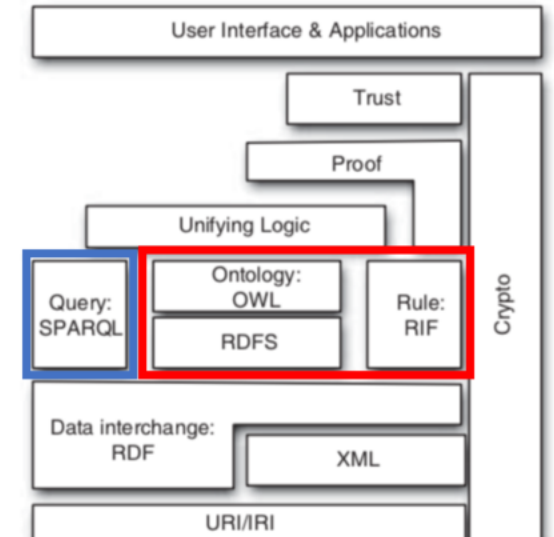 User Interface & Applications
Trust
Proof
Unifying Logic
Query:
SPARQL
Ontology:
OWL
RDFS
Rule:
RIF
Crypto
Data interchange:
RDF
XML
URI/IRI